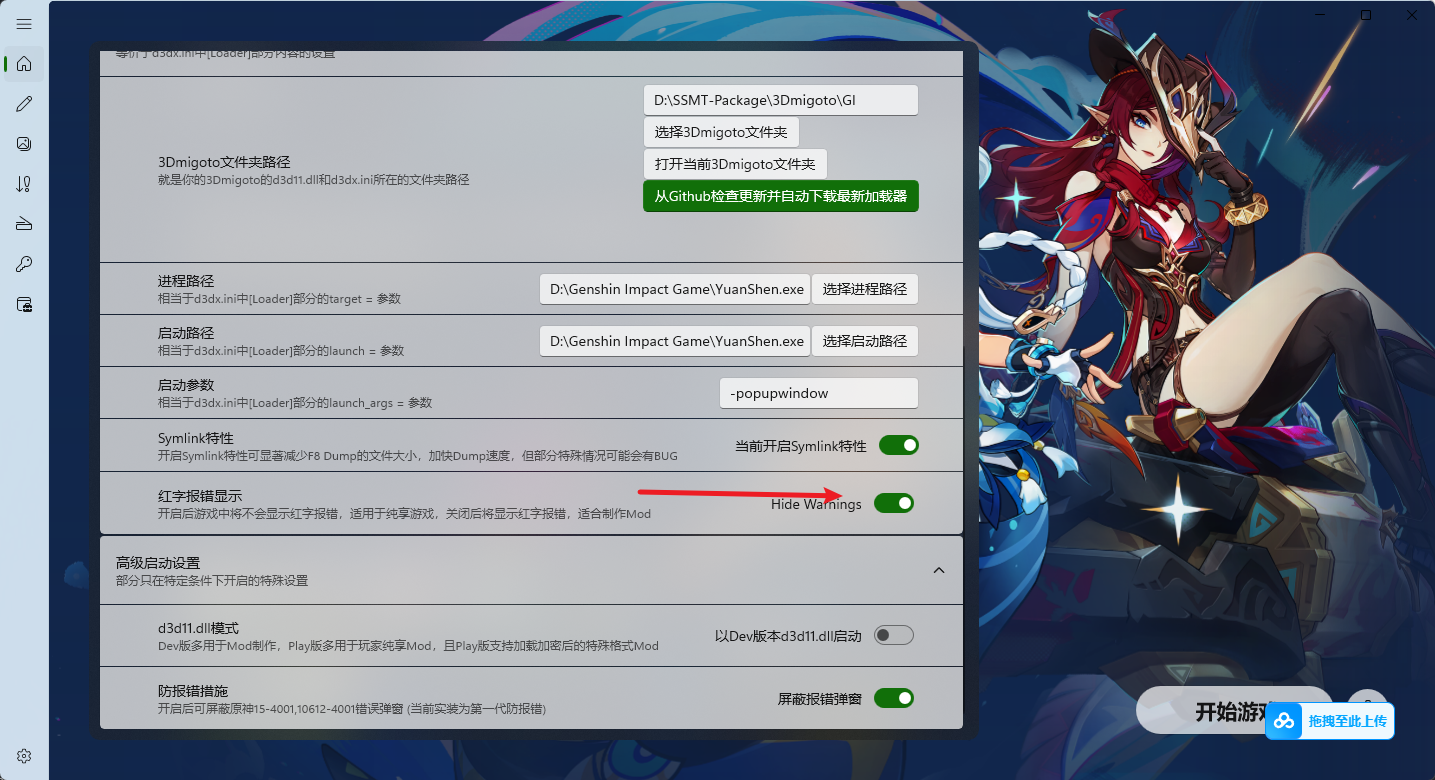 等价于d3dx.ini中[Loader]部分内容的设置
D:\SSMT-Package\3Dmigoto\GI
选择3Dmigoto文件夹
3Dmigoto文件夹路径
打开当前3Dmigoto文件夹
就是你的3Dmigoto的d3d11.dll和d3dx.ini所在的文件夹路径
从Github检查更新并自动下载最新加载器
进程路径
相当于d3dx.ini中[Loader]部分的target = 参数
D:\Genshin Impact Game\YuanShen.exe
选择进程路径
启动路径
相当于d3dx.ini中[Loader]部分的launch = 参数
D:\Genshin Impact Game\YuanShen.exe
选择启动路径
启动参数
相当于d3dx.ini中[Loader]部分的launch_args = 参数
-popupwindow
Symlink特性
开启Symlink特性可显著减少F8 Dump的文件大小，加快Dump速度，但部分特殊情况可能会有BUG
当前开启Symlink特性
红字报错显示
开启后游戏中将不会显示红字报错，适用于纯享游戏，关闭后将显示红字报错，适合制作Mod
Hide Warnings
高级启动设置
部分只在特定条件下开启的特殊设置
d3d11.dll模式
Dev版多用于Mod制作，Play版多用于玩家纯享Mod，且Play版支持加载加密后的特殊格式Mod
以Dev版本d3d11.dll启动
防报错措施
开启后可屏蔽原神15-4001,10612-4001错误弹窗 (当前实装为第一代防报错)
屏蔽报错弹窗
开始游戏
拖拽至此上传